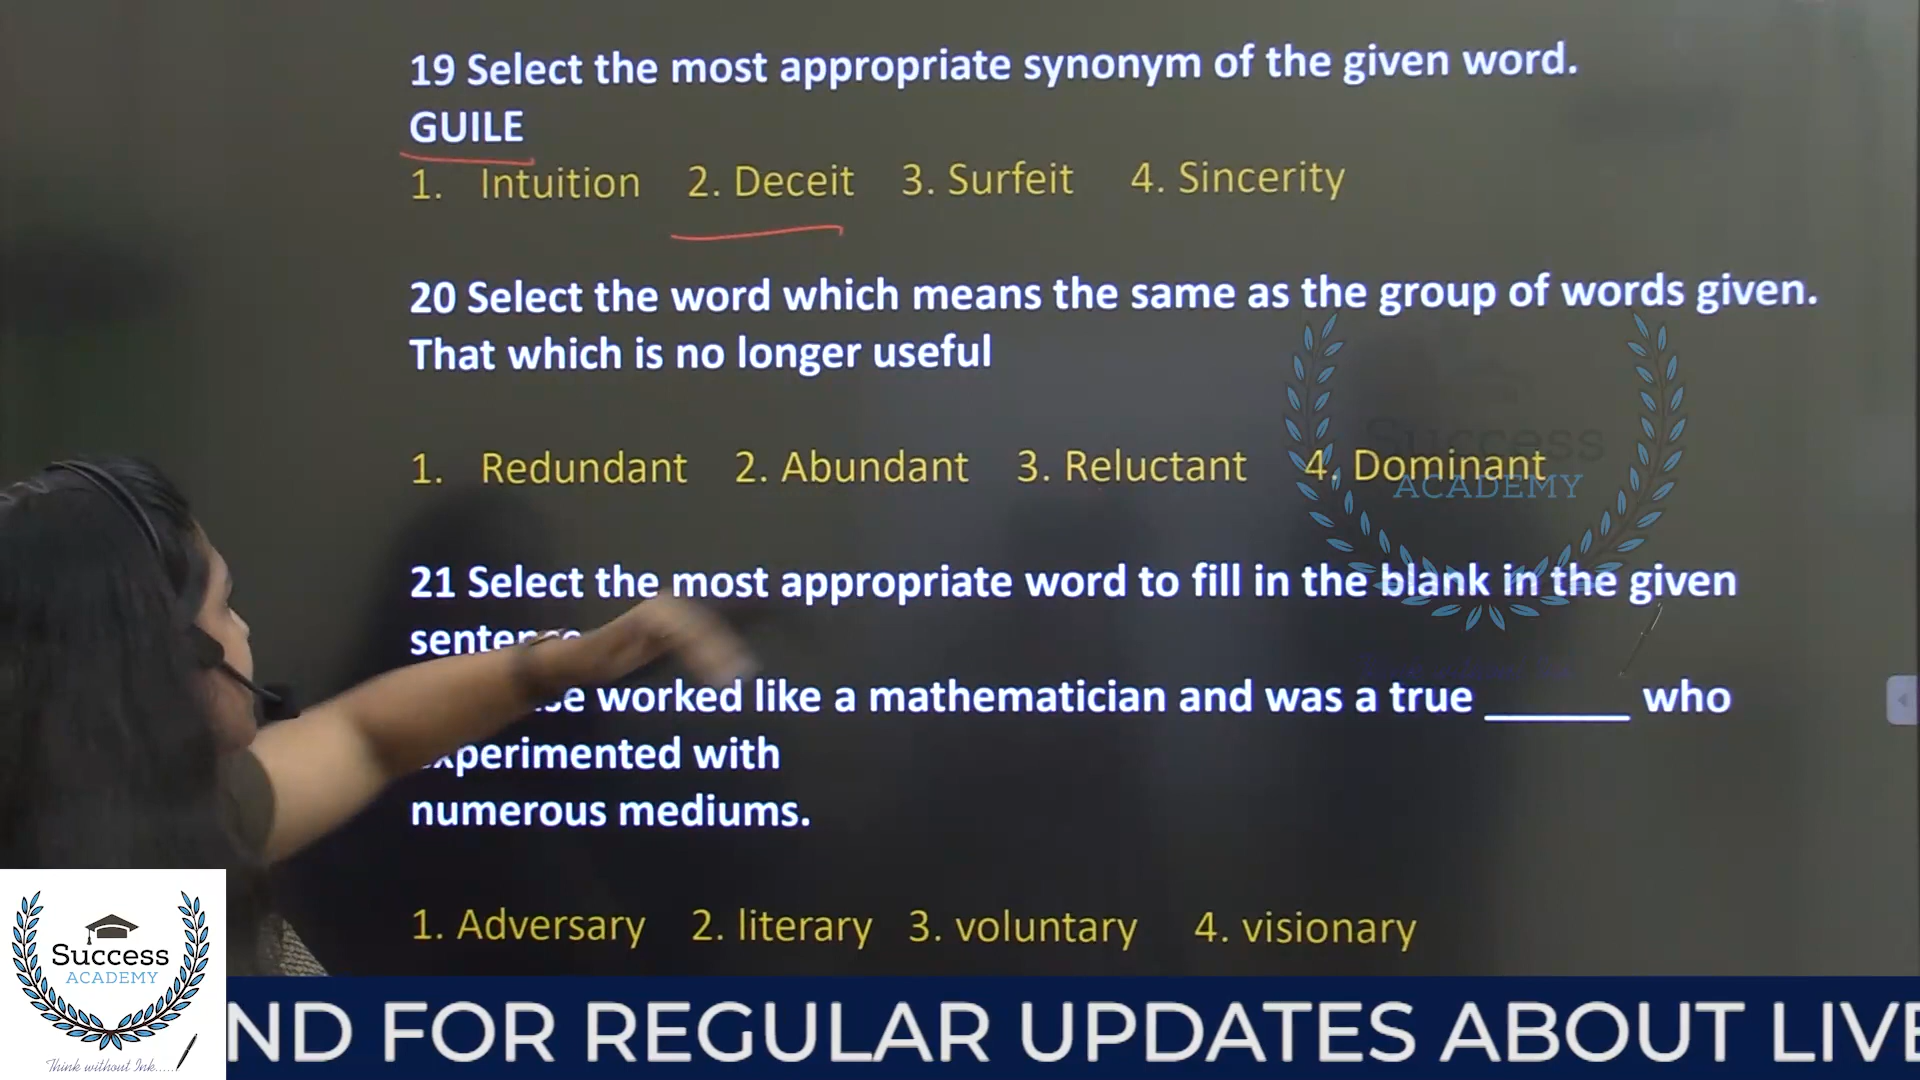 19 Select the most appropriate synonym of the given word.
GUILE
1. Intuition 2. Deceit 3. Surfeit 4. Sincerity
20 Select the word which means the same as the group of words given.
That which is no longer useful
1. Redundant 2. Abundant 3. Reluctant 4. Dominant
Success
ACADEMY
21 Select the most appropriate word to fill in the blank in the given
worked like a mathematician and was a true ______ who
experimented with
numerous mediums.
1. Adversary 2. literary 3. voluntary 4. visionary
Success
ACADEMY
Think without Ink.....
ND FOR REGULAR UPDATES ABOUT LIVE